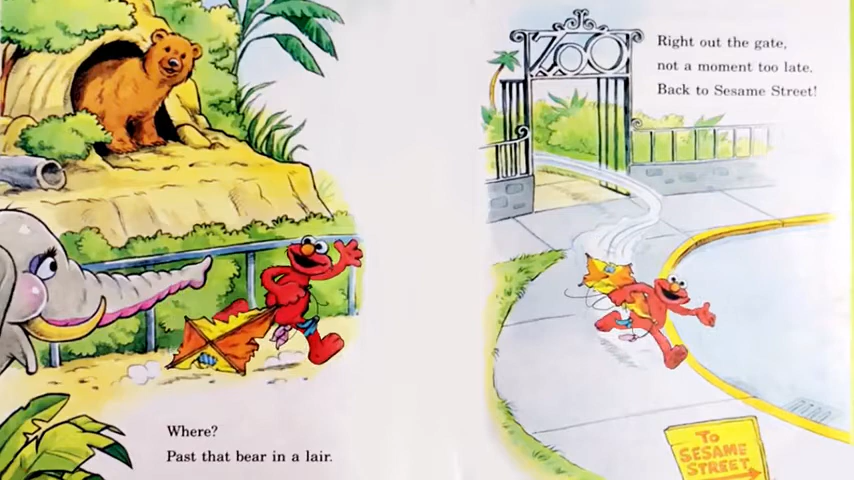 Where?
Past that bear in a lair.
ZOO
Right out the gate,
not a moment too late.
Back to Sesame Street!
To
SESAME
STREET